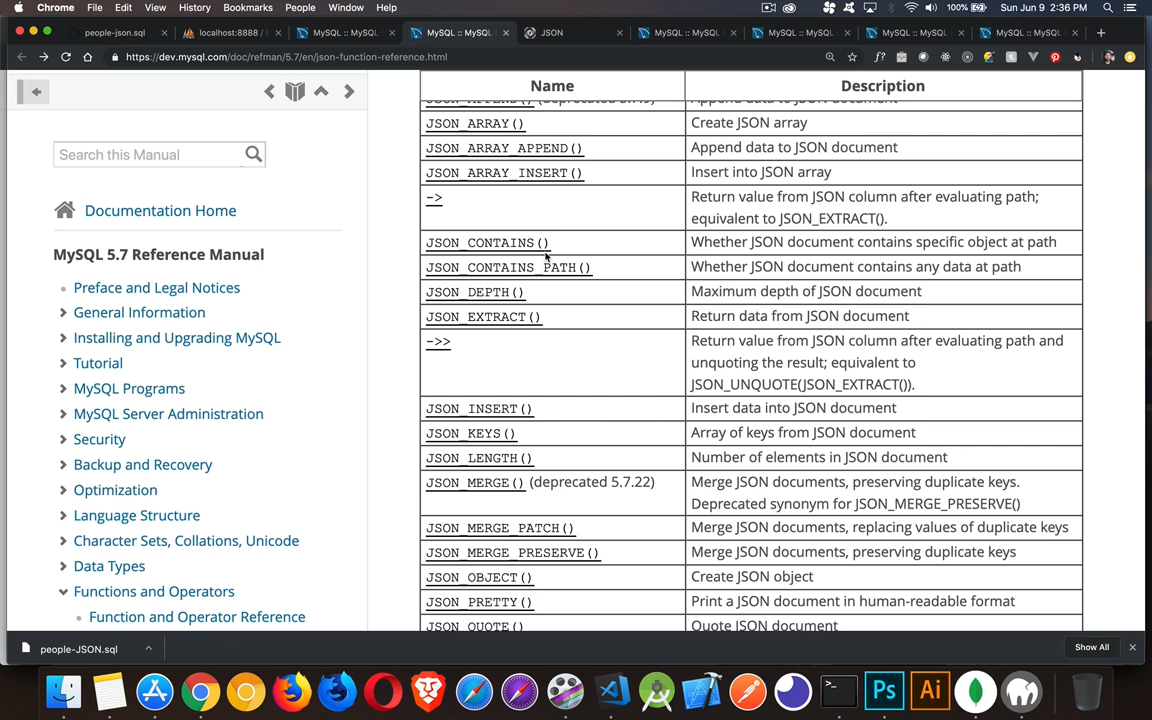 Chrome File Edit View History Bookmarks People Window Help 100% Sun Jun 9 2:36 PM
people-json.sql localhost:8888 / MySQL :: MySQL MySQL :: MySQL JSON MySQL :: MySQL MySQL :: MySQL MySQL :: MySQL MySQL :: MySQL
https://dev.mysql.com/doc/refman/5.7/en/json-function-reference.html
Search this Manual
Documentation Home
MySQL 5.7 Reference Manual
Preface and Legal Notices
General Information
Installing and Upgrading MySQL
Tutorial
MySQL Programs
MySQL Server Administration
Security
Backup and Recovery
Optimization
Language Structure
Character Sets, Collations, Unicode
Data Types
Functions and Operators
Function and Operator Reference
Name Description
JSON_ARRAY() Create JSON array
JSON_ARRAY_APPEND() Append data to JSON document
JSON_ARRAY_INSERT() Insert into JSON array
-> Return value from JSON column after evaluating path;
equivalent to JSON_EXTRACT().
JSON_CONTAINS() Whether JSON document contains specific object at path
JSON_CONTAINS_PATH() Whether JSON document contains any data at path
JSON_DEPTH() Maximum depth of JSON document
JSON_EXTRACT() Return data from JSON document
->> Return value from JSON column after evaluating path and
unquoting the result; equivalent to
JSON_UNQUOTE(JSON_EXTRACT()).
JSON_INSERT() Insert data into JSON document
JSON_KEYS() Array of keys from JSON document
JSON_LENGTH() Number of elements in JSON document
JSON_MERGE() (deprecated 5.7.22) Merge JSON documents, preserving duplicate keys.
Deprecated synonym for JSON_MERGE_PRESERVE()
JSON_MERGE_PATCH() Merge JSON documents, replacing values of duplicate keys
JSON_MERGE_PRESERVE() Merge JSON documents, preserving duplicate keys
JSON_OBJECT() Create JSON object
JSON_PRETTY() Print a JSON document in human-readable format
JSON_QUOTE() Quote JSON document
people-JSON.sql Show All
Ps Ai